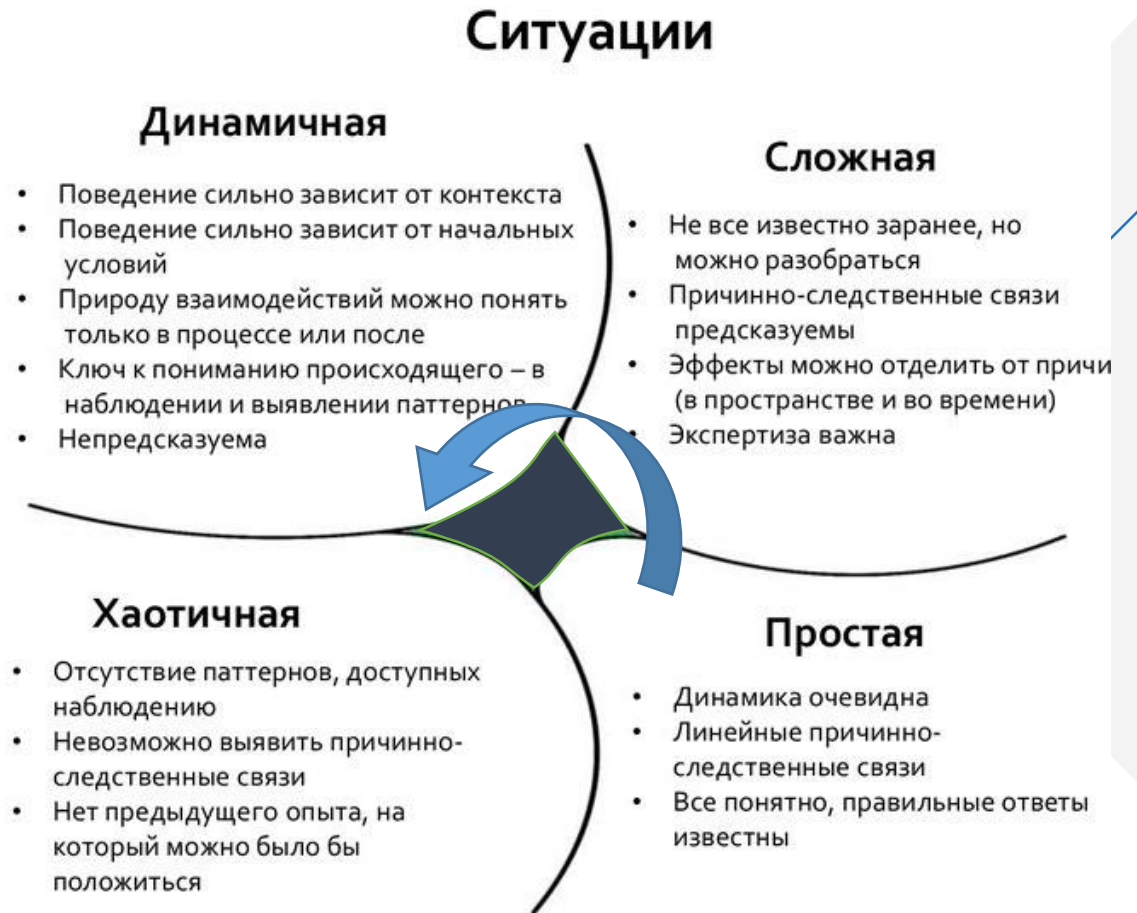 Ситуации
Динамичная
• Поведение сильно зависит от контекста
• Поведение сильно зависит от начальных
условий
• Природу взаимодействий можно понять
только в процессе или после
• Ключ к пониманию происходящего – в
наблюдении и выявлении паттернов
• Непредсказуема
Сложная
• Не все известно заранее, но
можно разобраться
• Причинно-следственные связи
предсказуемы
• Эффекты можно отделить от причи
(в пространстве и во времени)
• Экспертиза важна
Хаотичная
• Отсутствие паттернов, доступных
наблюдению
• Невозможно выявить причинно-
следственные связи
• Нет предыдущего опыта, на
который можно было бы
положиться
Простая
• Динамика очевидна
• Линейные причинно-
следственные связи
• Все понятно, правильные ответы
известны